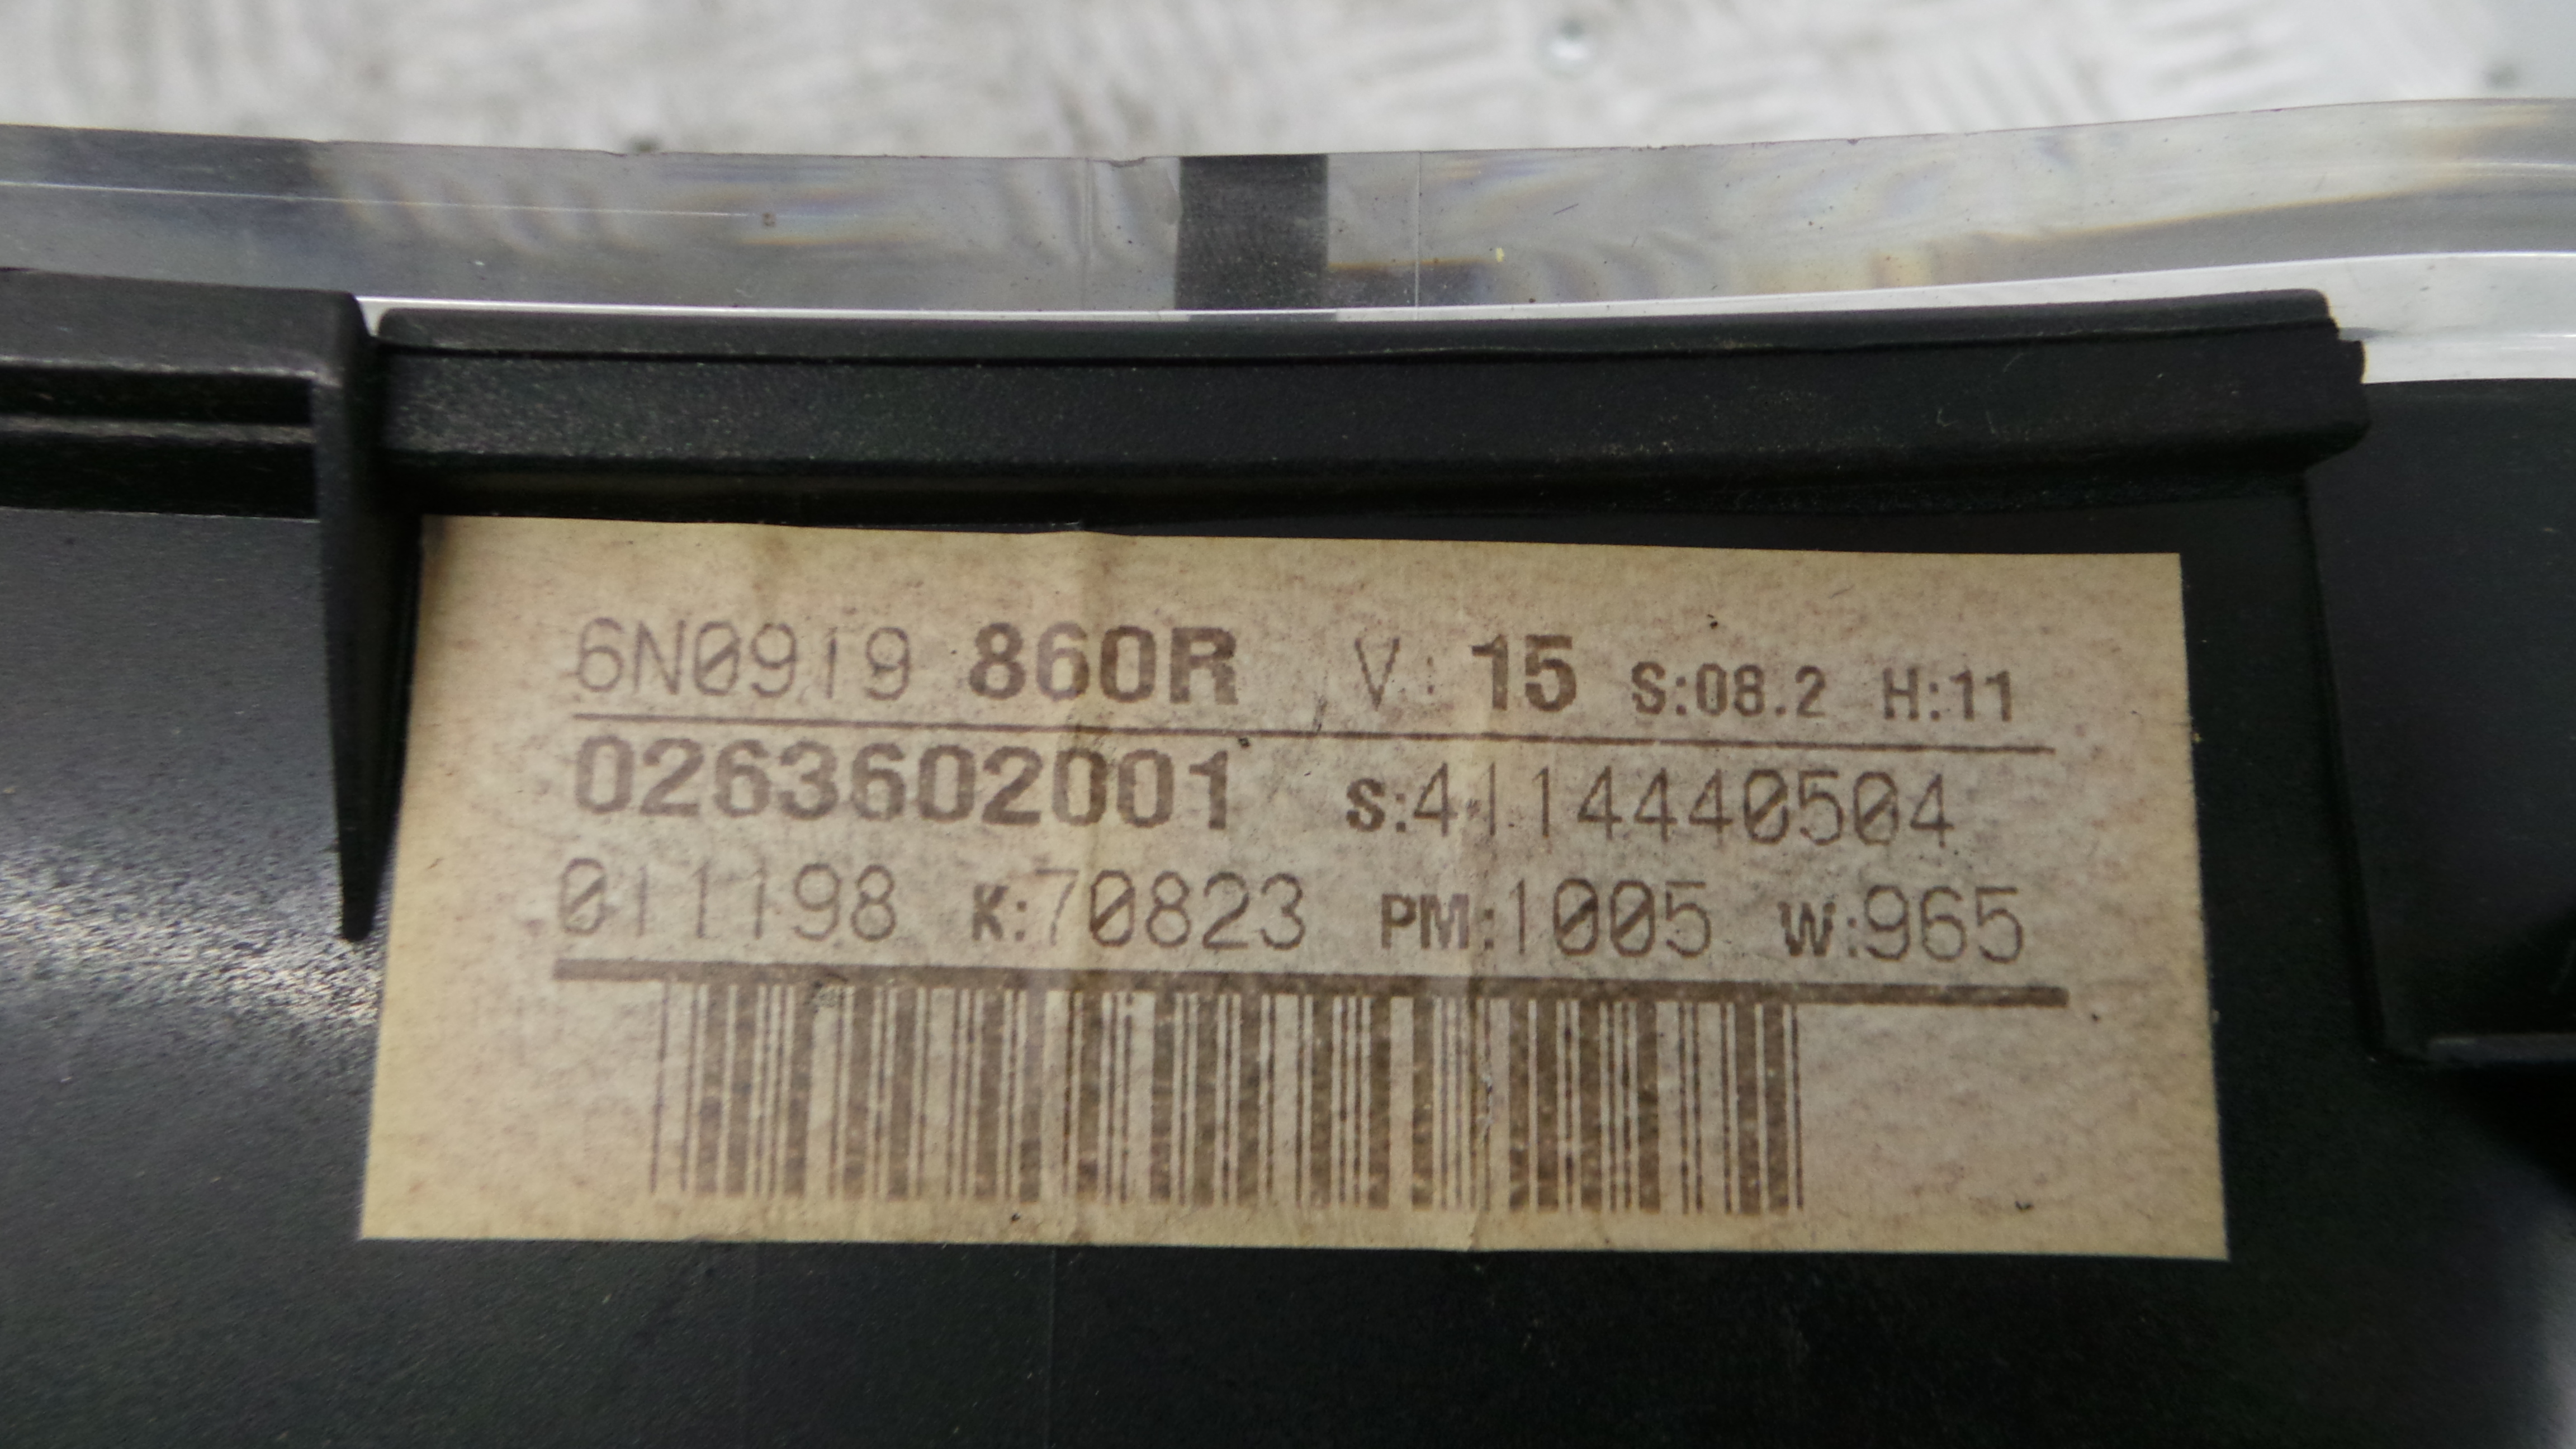 6N0919 860R V: 15 S:08.2 H:11
0263602001 S:4114440504
011198 K:70823 PM:1005 W:965